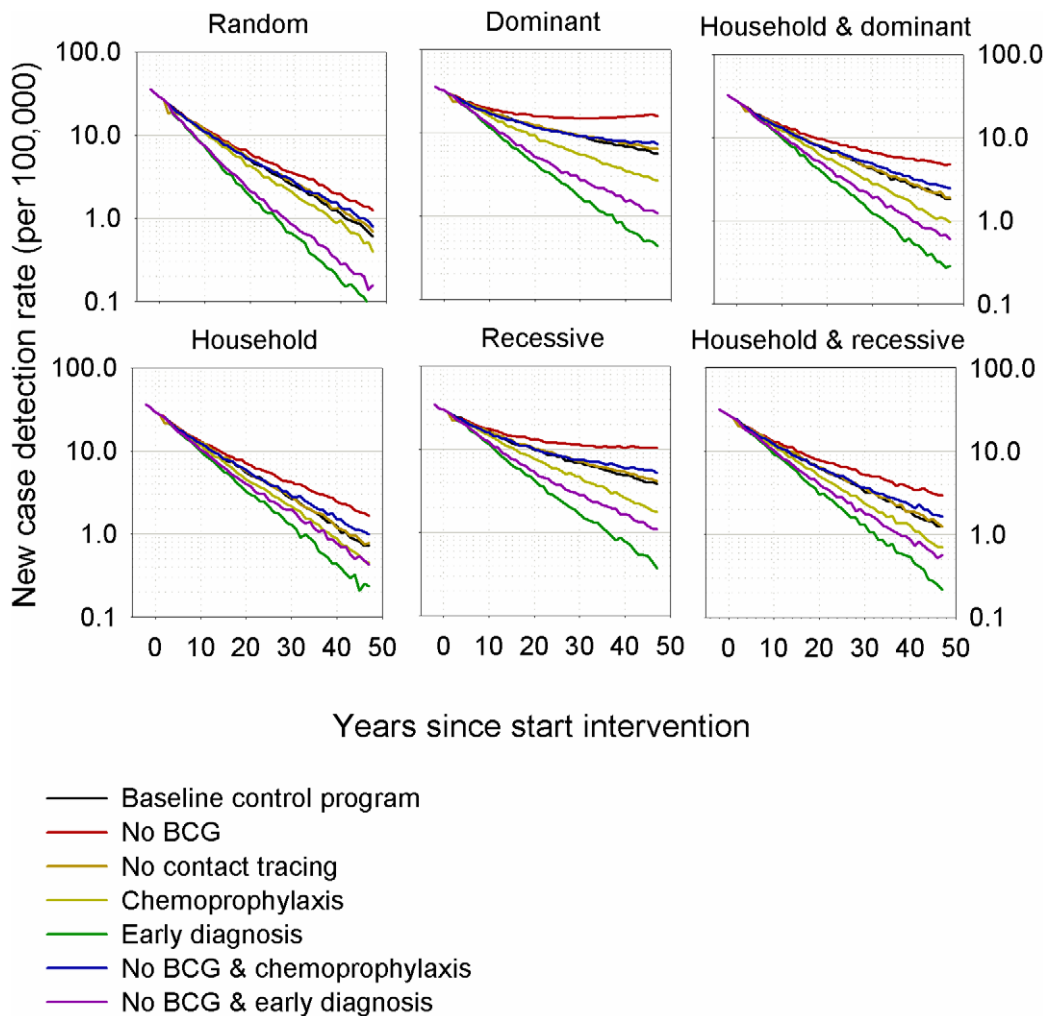 Random
Dominant
Household & dominant
New case detection rate (per 100,000)
100.0
10.0
1.0
0.1
100.0
10.0
1.0
0.1
Household
Recessive
Household & recessive
100.0
10.0
1.0
0.1
100.0
10.0
1.0
0.1
0 10 20 30 40 50
0 10 20 30 40 50
0 10 20 30 40 50
Years since start intervention
Baseline control program
No BCG
No contact tracing
Chemoprophylaxis
Early diagnosis
No BCG & chemoprophylaxis
No BCG & early diagnosis